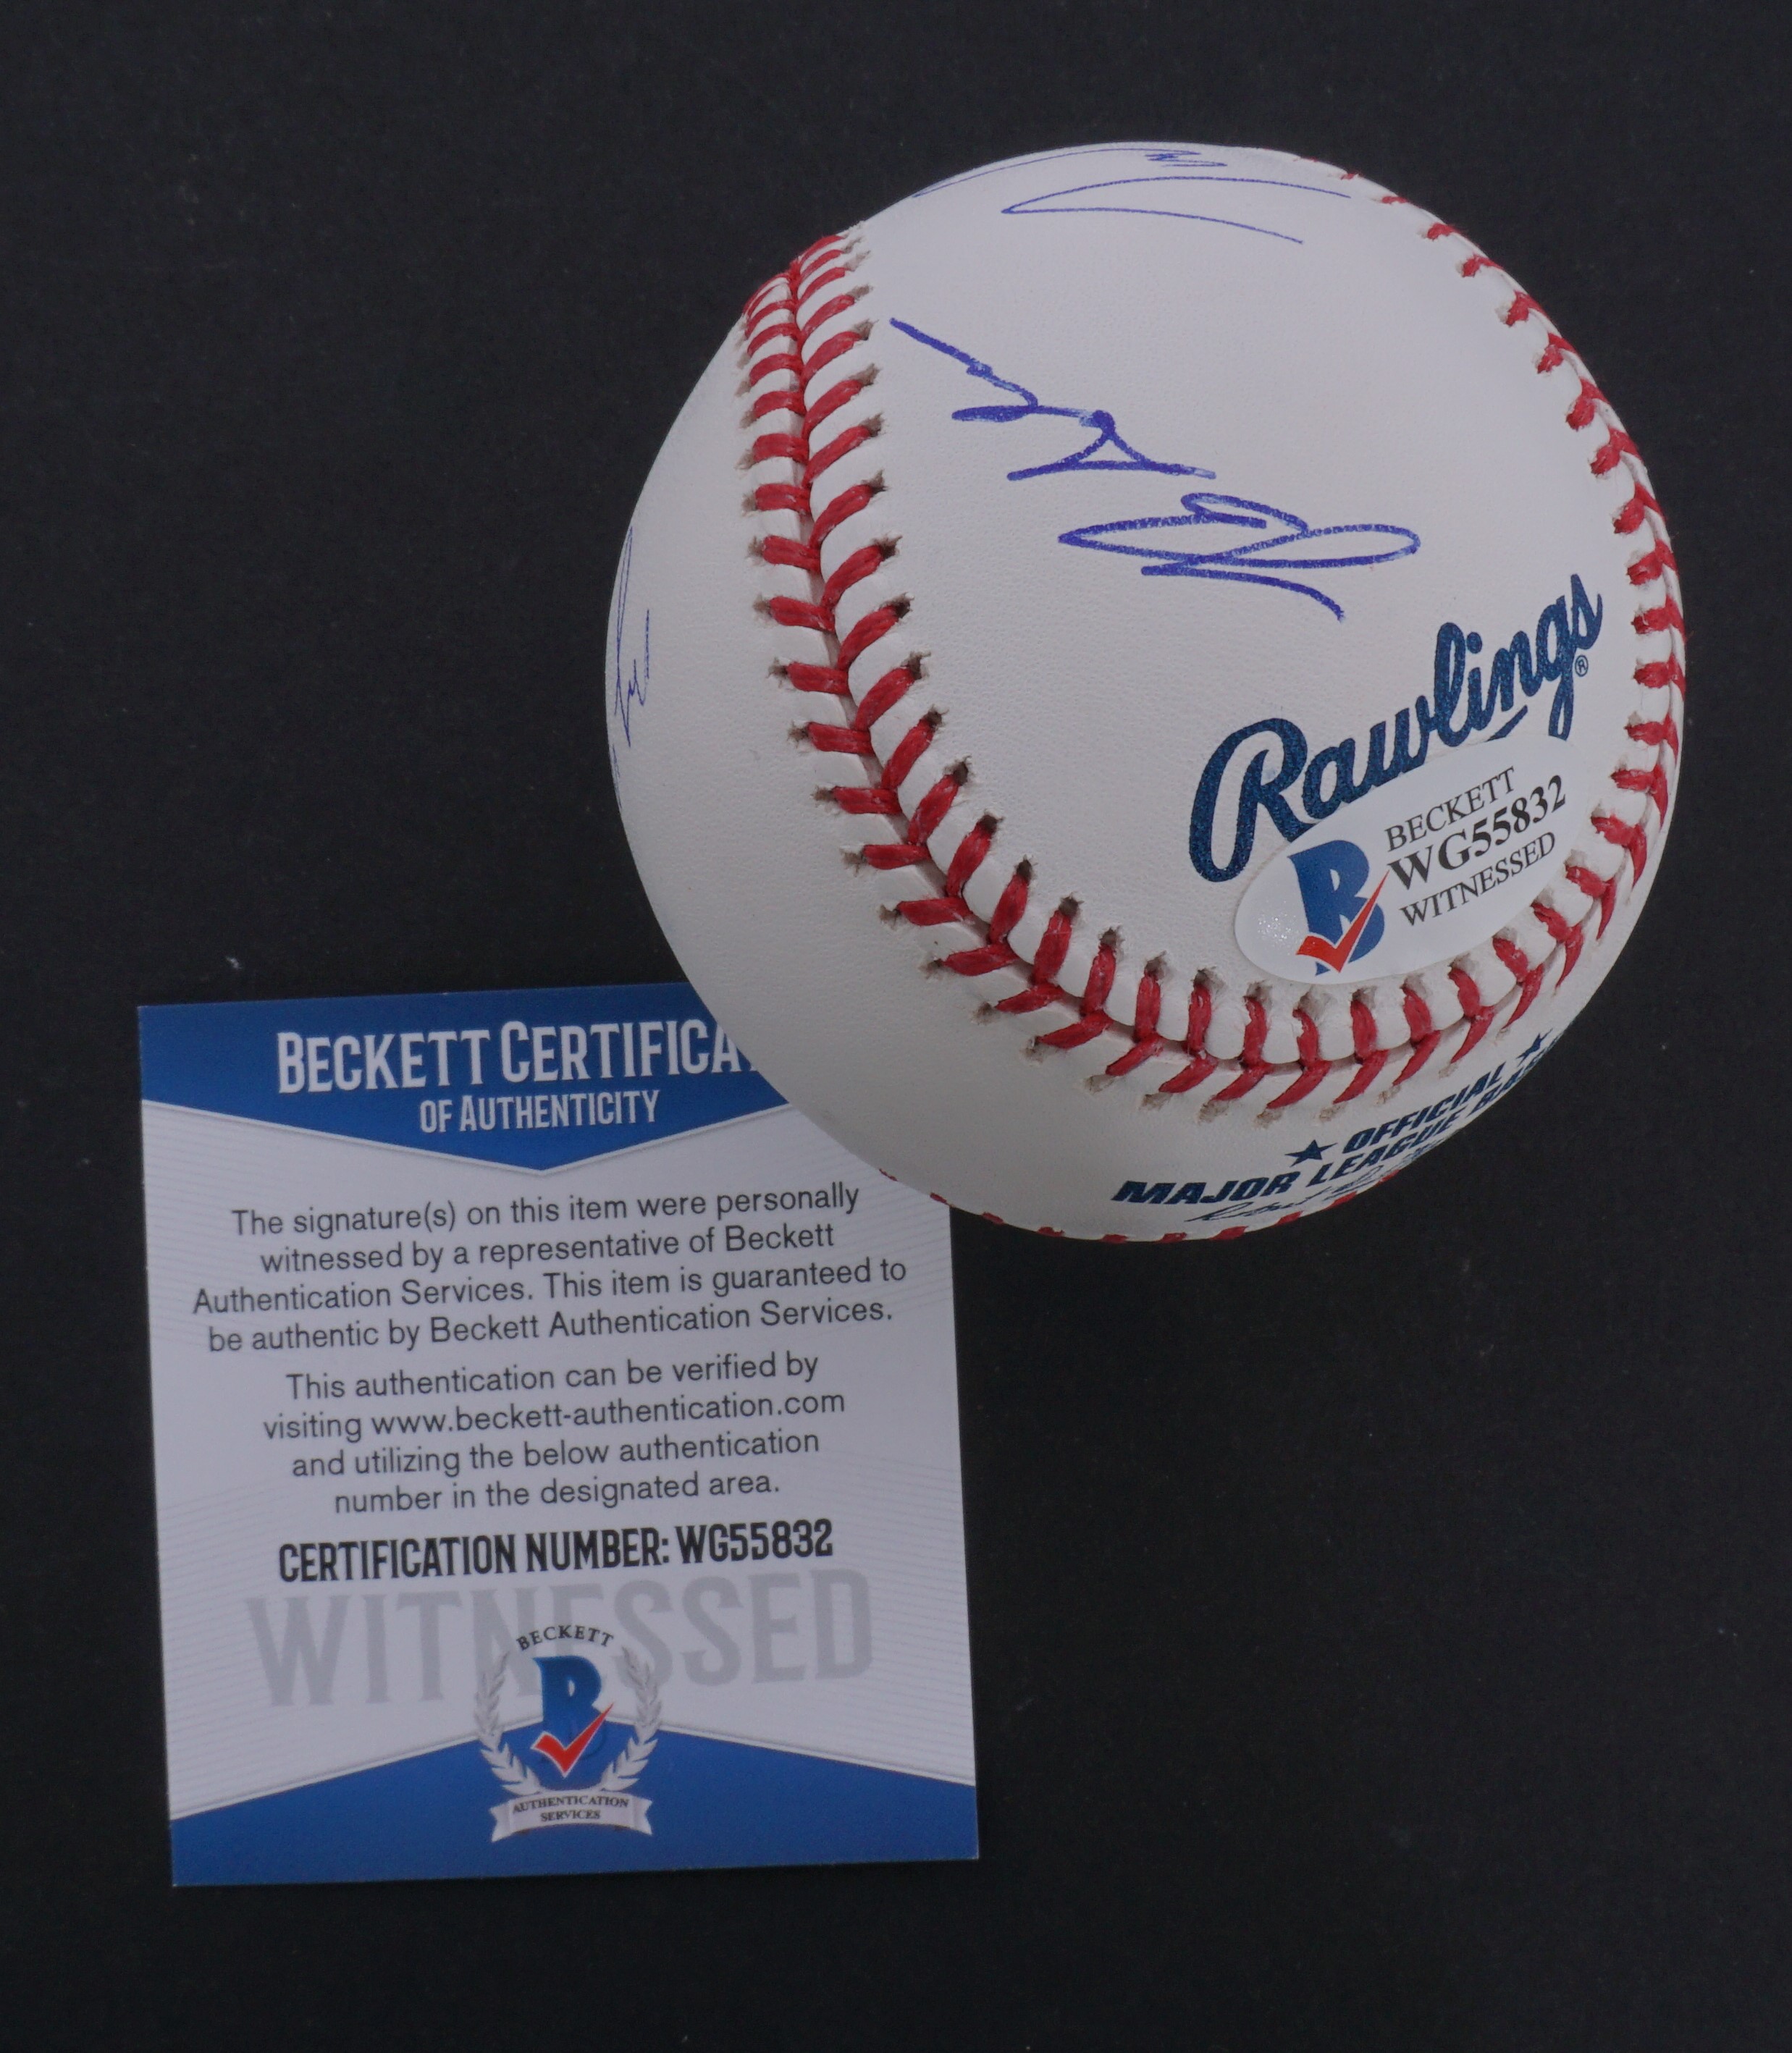 Rawlings®
BECKETT
WG55832
WITNESSED
B
★ OFFICIAL ★
MAJOR LEAGUE
BECKETT
OF AUTHENTICITY
The signature(s) on this item were personally
witnessed by a representative of Beckett
Authentication Services. This item is guaranteed to
be authentic by Beckett Authentication Services.
This authentication can be verified by
visiting www.beckett-authentication.com
and utilizing the below authentication
number in the designated area.
CERTIFICATION NUMBER: WG55832
WITNESSED
BECKETT
B
AUTHENTICATION
SERVICES